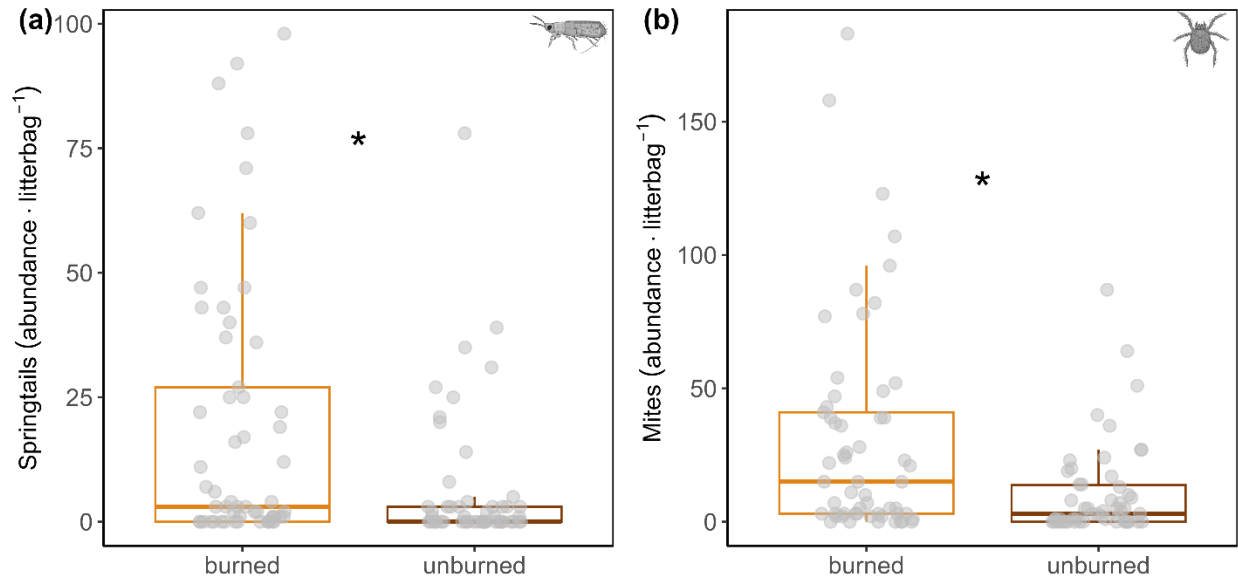 (a)
Springtails (abundance · litterbag⁻¹)
100
75
50
25
0
*
burned
unburned
(b)
Mites (abundance · litterbag⁻¹)
150
100
50
0
*
burned
unburned